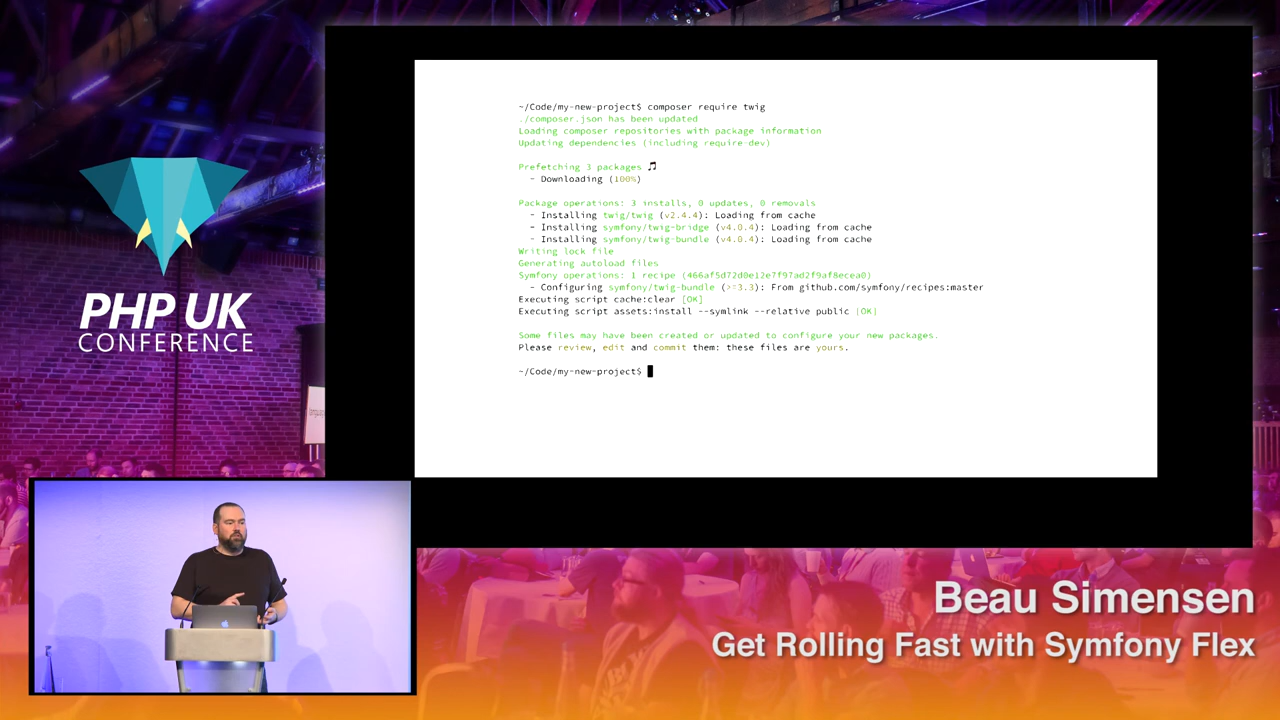 ~/Code/my-new-project$ composer require twig
./composer.json has been updated
Loading composer repositories with package information
Updating dependencies (including require-dev)
Prefetching 3 packages 🎵
- Downloading (100%)
Package operations: 3 installs, 0 updates, 0 removals
- Installing twig/twig (v2.4.4): Loading from cache
- Installing symfony/twig-bridge (v4.0.4): Loading from cache
- Installing symfony/twig-bundle (v4.0.4): Loading from cache
Writing lock file
Generating autoload files
Symfony operations: 1 recipe (466af5d72d0e12e7f97ad2f9af8ecea0)
- Configuring symfony/twig-bundle (>=3.3): From github.com/symfony/recipes:master
Executing script cache:clear [OK]
Executing script assets:install --symlink --relative public [OK]
Some files may have been created or updated to configure your new packages.
Please review, edit and commit them: these files are yours.
~/Code/my-new-project$
PHP UK
CONFERENCE
Beau Simensen
Get Rolling Fast with Symfony Flex